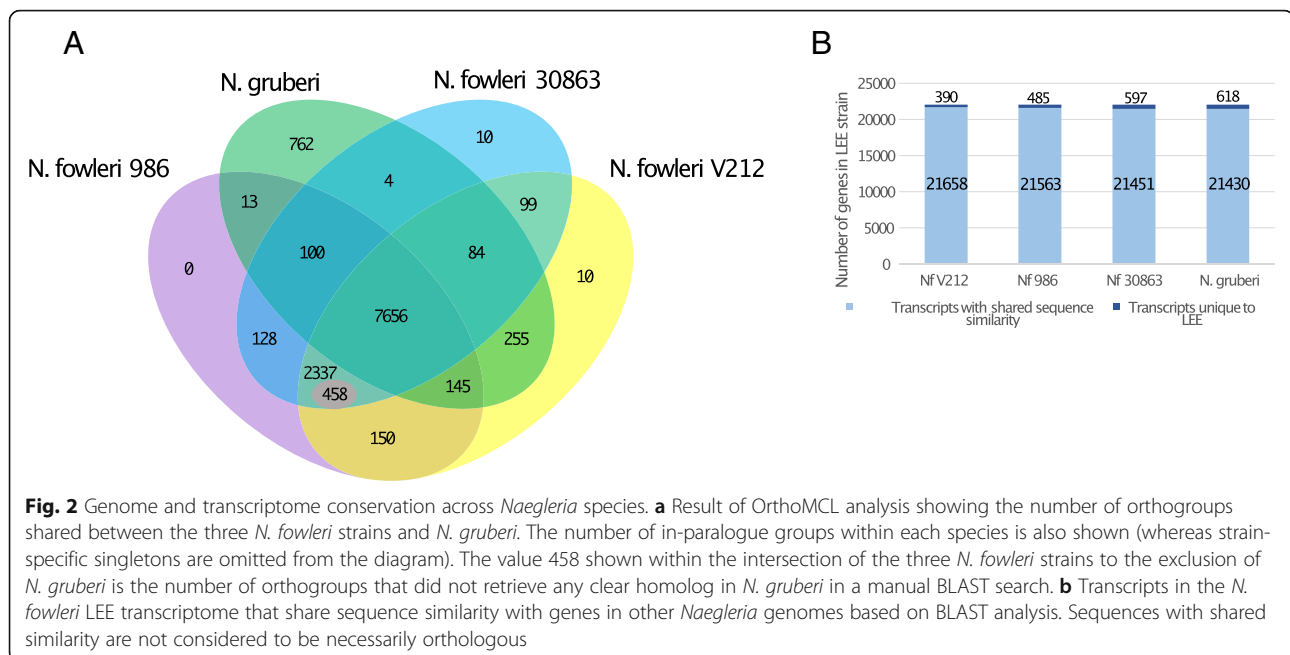 A
B
N. gruberi
N. fowleri 30863
N. fowleri 986
N. fowleri V212
762
10
13
4
99
0
100
84
10
7656
128
255
2337
458
145
150
Number of genes in LEE strain
25000
20000
15000
10000
5000
0
390
485
597
618
21658
21563
21451
21430
Nf V212
Nf 986
Nf 30863
N. gruberi
Transcripts with shared sequence
similarity
Transcripts unique to
LEE
Fig. 2 Genome and transcriptome conservation across Naegleria species. a Result of OrthoMCL analysis showing the number of orthogroups
shared between the three N. fowleri strains and N. gruberi. The number of in-paralogue groups within each species is also shown (whereas strain-
specific singletons are omitted from the diagram). The value 458 shown within the intersection of the three N. fowleri strains to the exclusion of
N. gruberi is the number of orthogroups that did not retrieve any clear homolog in N. gruberi in a manual BLAST search. b Transcripts in the N.
fowleri LEE transcriptome that share sequence similarity with genes in other Naegleria genomes based on BLAST analysis. Sequences with shared
similarity are not considered to be necessarily orthologous